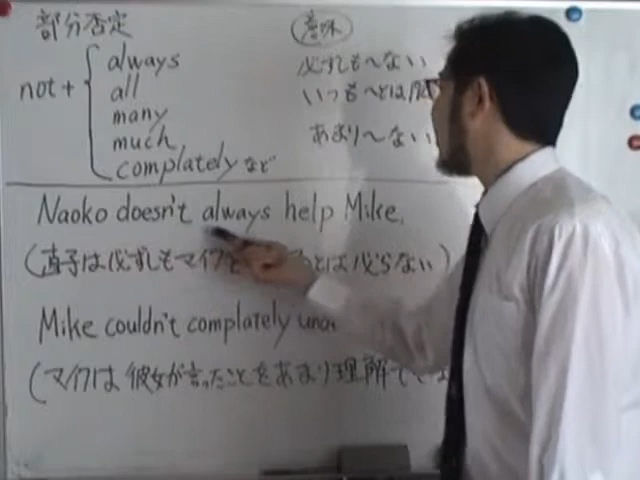 部分否定 (意味)
not + always 必ずしも〜ない
all いつも〜とは
many
much あまり〜ない
complately など
Naoko doesn't always help Mike.
(直子は必ずしもマイクを とは限らない)
Mike couldn't complately
(マイクは彼女が言ったことをあまり理解でき